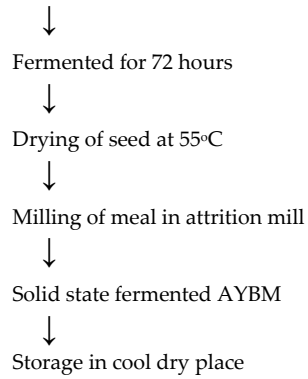 ↓
Fermented for 72 hours
↓
Drying of seed at 55°C
↓
Milling of meal in attrition mill
↓
Solid state fermented AYBM
↓
Storage in cool dry place